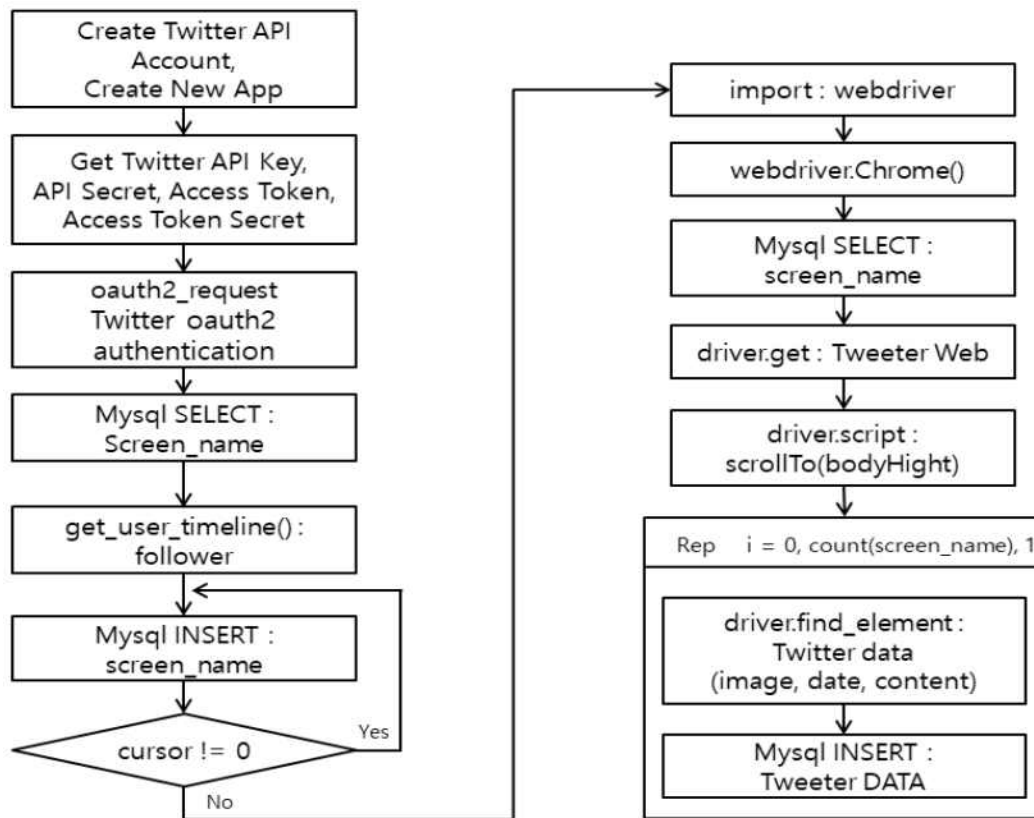 Create Twitter API
Account,
Create New App
Get Twitter API Key,
API Secret, Access Token,
Access Token Secret
oauth2_request
Twitter oauth2
authentication
Mysql SELECT :
Screen_name
get_user_timeline() :
follower
Mysql INSERT :
screen_name
cursor != 0
Yes
No
import : webdriver
webdriver.Chrome()
Mysql SELECT :
screen_name
driver.get : Tweeter Web
driver.script :
scrollTo(bodyHight)
Rep i = 0, count(screen_name), 1
driver.find_element :
Twitter data
(image, date, content)
Mysql INSERT :
Tweeter DATA